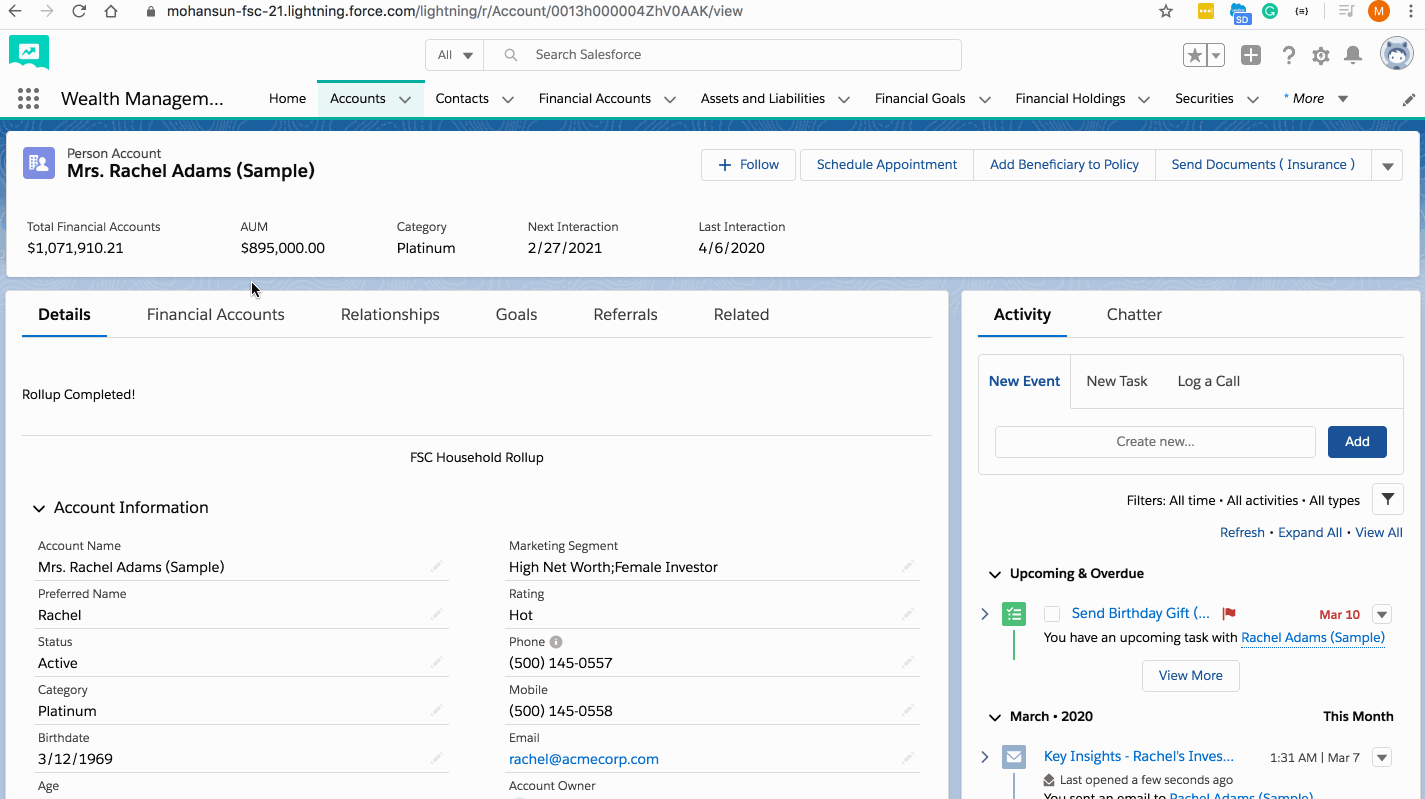 mohansun-fsc-21.lightning.force.com/lightning/r/Account/0013h000004ZhV0AAK/view
SD
M
All
Search Salesforce
Wealth Managem...
Home
Accounts
Contacts
Financial Accounts
Assets and Liabilities
Financial Goals
Financial Holdings
Securities
* More
Person Account
Mrs. Rachel Adams (Sample)
+ Follow
Schedule Appointment
Add Beneficiary to Policy
Send Documents ( Insurance )
Total Financial Accounts
$1,071,910.21
AUM
$895,000.00
Category
Platinum
Next Interaction
2/27/2021
Last Interaction
4/6/2020
Details
Financial Accounts
Relationships
Goals
Referrals
Related
Rollup Completed!
FSC Household Rollup
Account Information
Account Name
Mrs. Rachel Adams (Sample)
Preferred Name
Rachel
Status
Active
Category
Platinum
Birthdate
3/12/1969
Age
Marketing Segment
High Net Worth;Female Investor
Rating
Hot
Phone
(500) 145-0557
Mobile
(500) 145-0558
Email
rachel@acmecorp.com
Account Owner
Activity
Chatter
New Event
New Task
Log a Call
Create new...
Add
Filters: All time • All activities • All types
Refresh • Expand All • View All
Upcoming & Overdue
Send Birthday Gift (...
Mar 10
You have an upcoming task with Rachel Adams (Sample)
View More
March • 2020
This Month
Key Insights - Rachel's Inves...
1:31 AM | Mar 7
Last opened a few seconds ago
You sent an email to Rachel Adams (Sample)